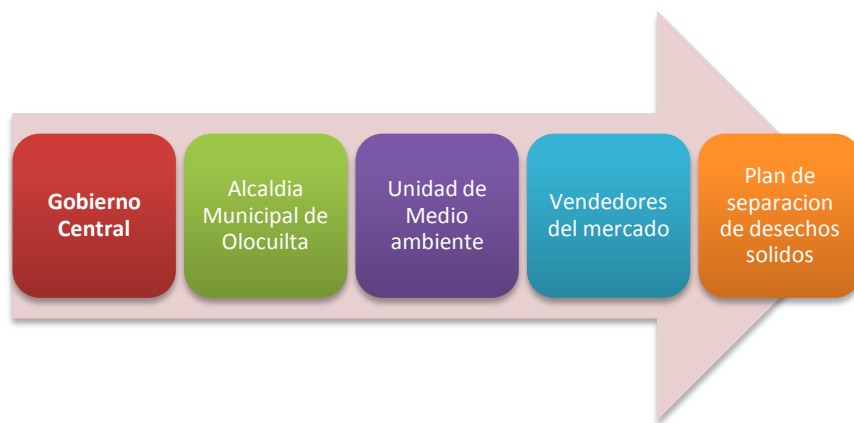 Gobierno
Central
Alcaldia
Municipal de
Olocuilta
Unidad de
Medio
ambiente
Vendedores
del mercado
Plan de
separacion
de desechos
solidos